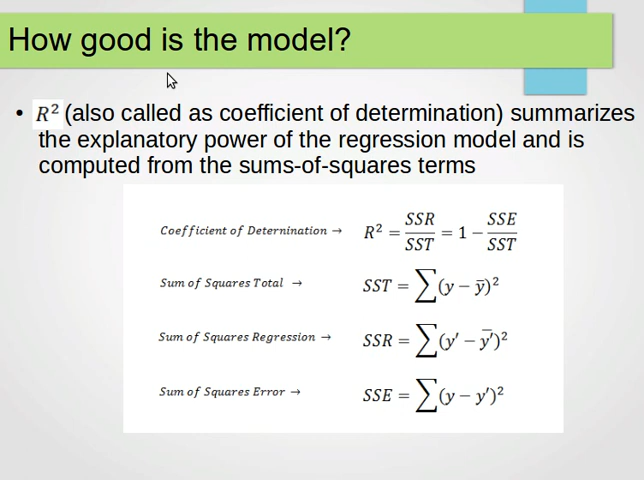 How good is the model?
• R² (also called as coefficient of determination) summarizes
the explanatory power of the regression model and is
computed from the sums-of-squares terms
Coefficient of Deternination → R² = SSR/SST = 1 − SSE/SST
Sum of Squares Total → SST = ∑(y − ȳ)²
Sum of Squares Regression → SSR = ∑(y′ − y̅′)²
Sum of Squares Error → SSE = ∑(y − y′)²